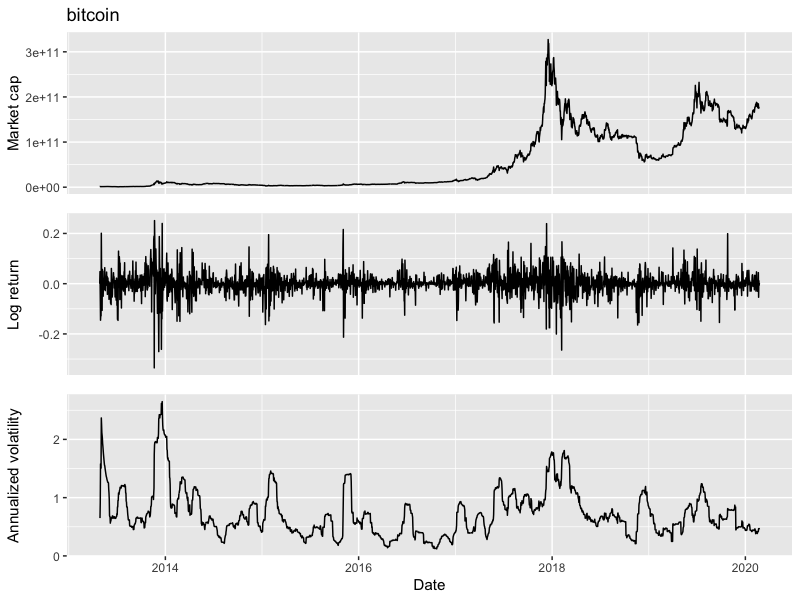 bitcoin
Market cap
3e+11
2e+11
1e+11
0e+00
Log return
0.2
0.0
-0.2
Annualized volatility
2
1
0
2014 2016 2018 2020
Date